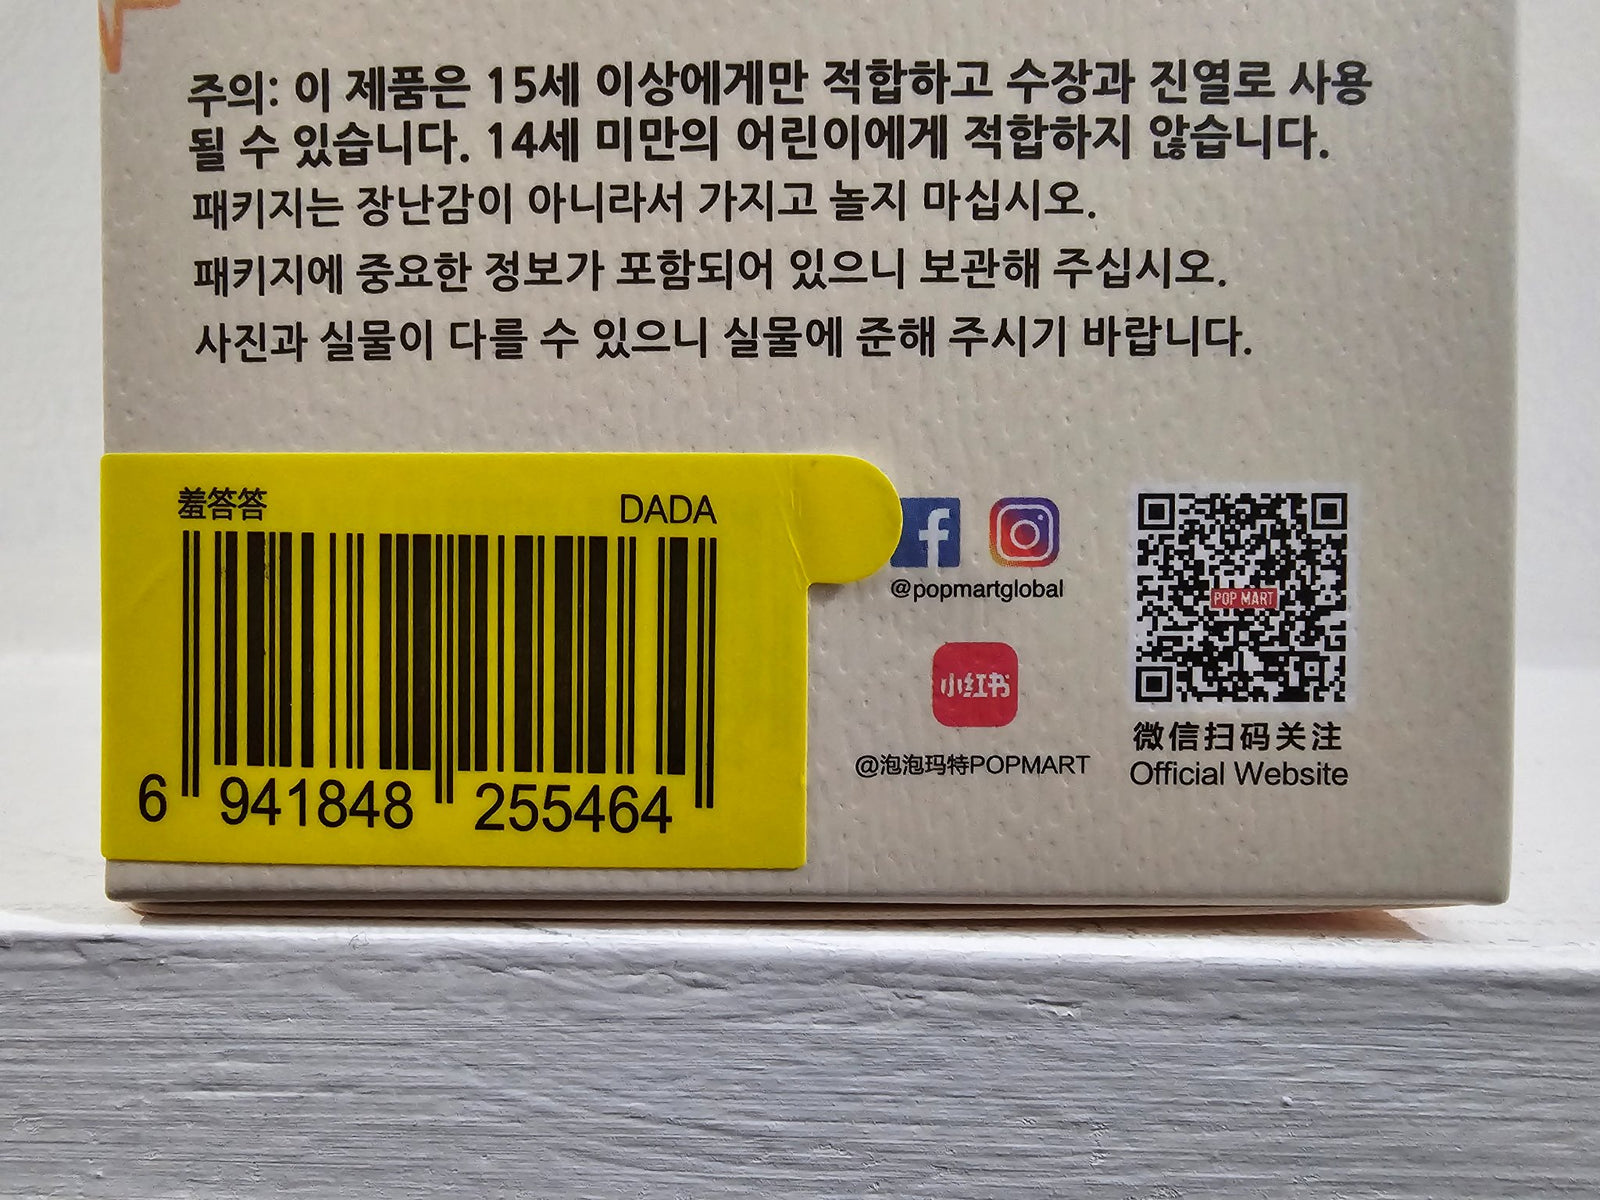 주의: 이 제품은 15세 이상에게만 적합하고 수장과 진열로 사용
될 수 있습니다. 14세 미만의 어린이에게 적합하지 않습니다.
패키지는 장난감이 아니라서 가지고 놀지 마십시오.
패키지에 중요한 정보가 포함되어 있으니 보관해 주십시오.
사진과 실물이 다를 수 있으니 실물에 준해 주시기 바랍니다.
羞答答 DADA
6 941848 255464
@popmartglobal
小红书
@泡泡玛特POPMART
POP MART
微信扫码关注
Official Website